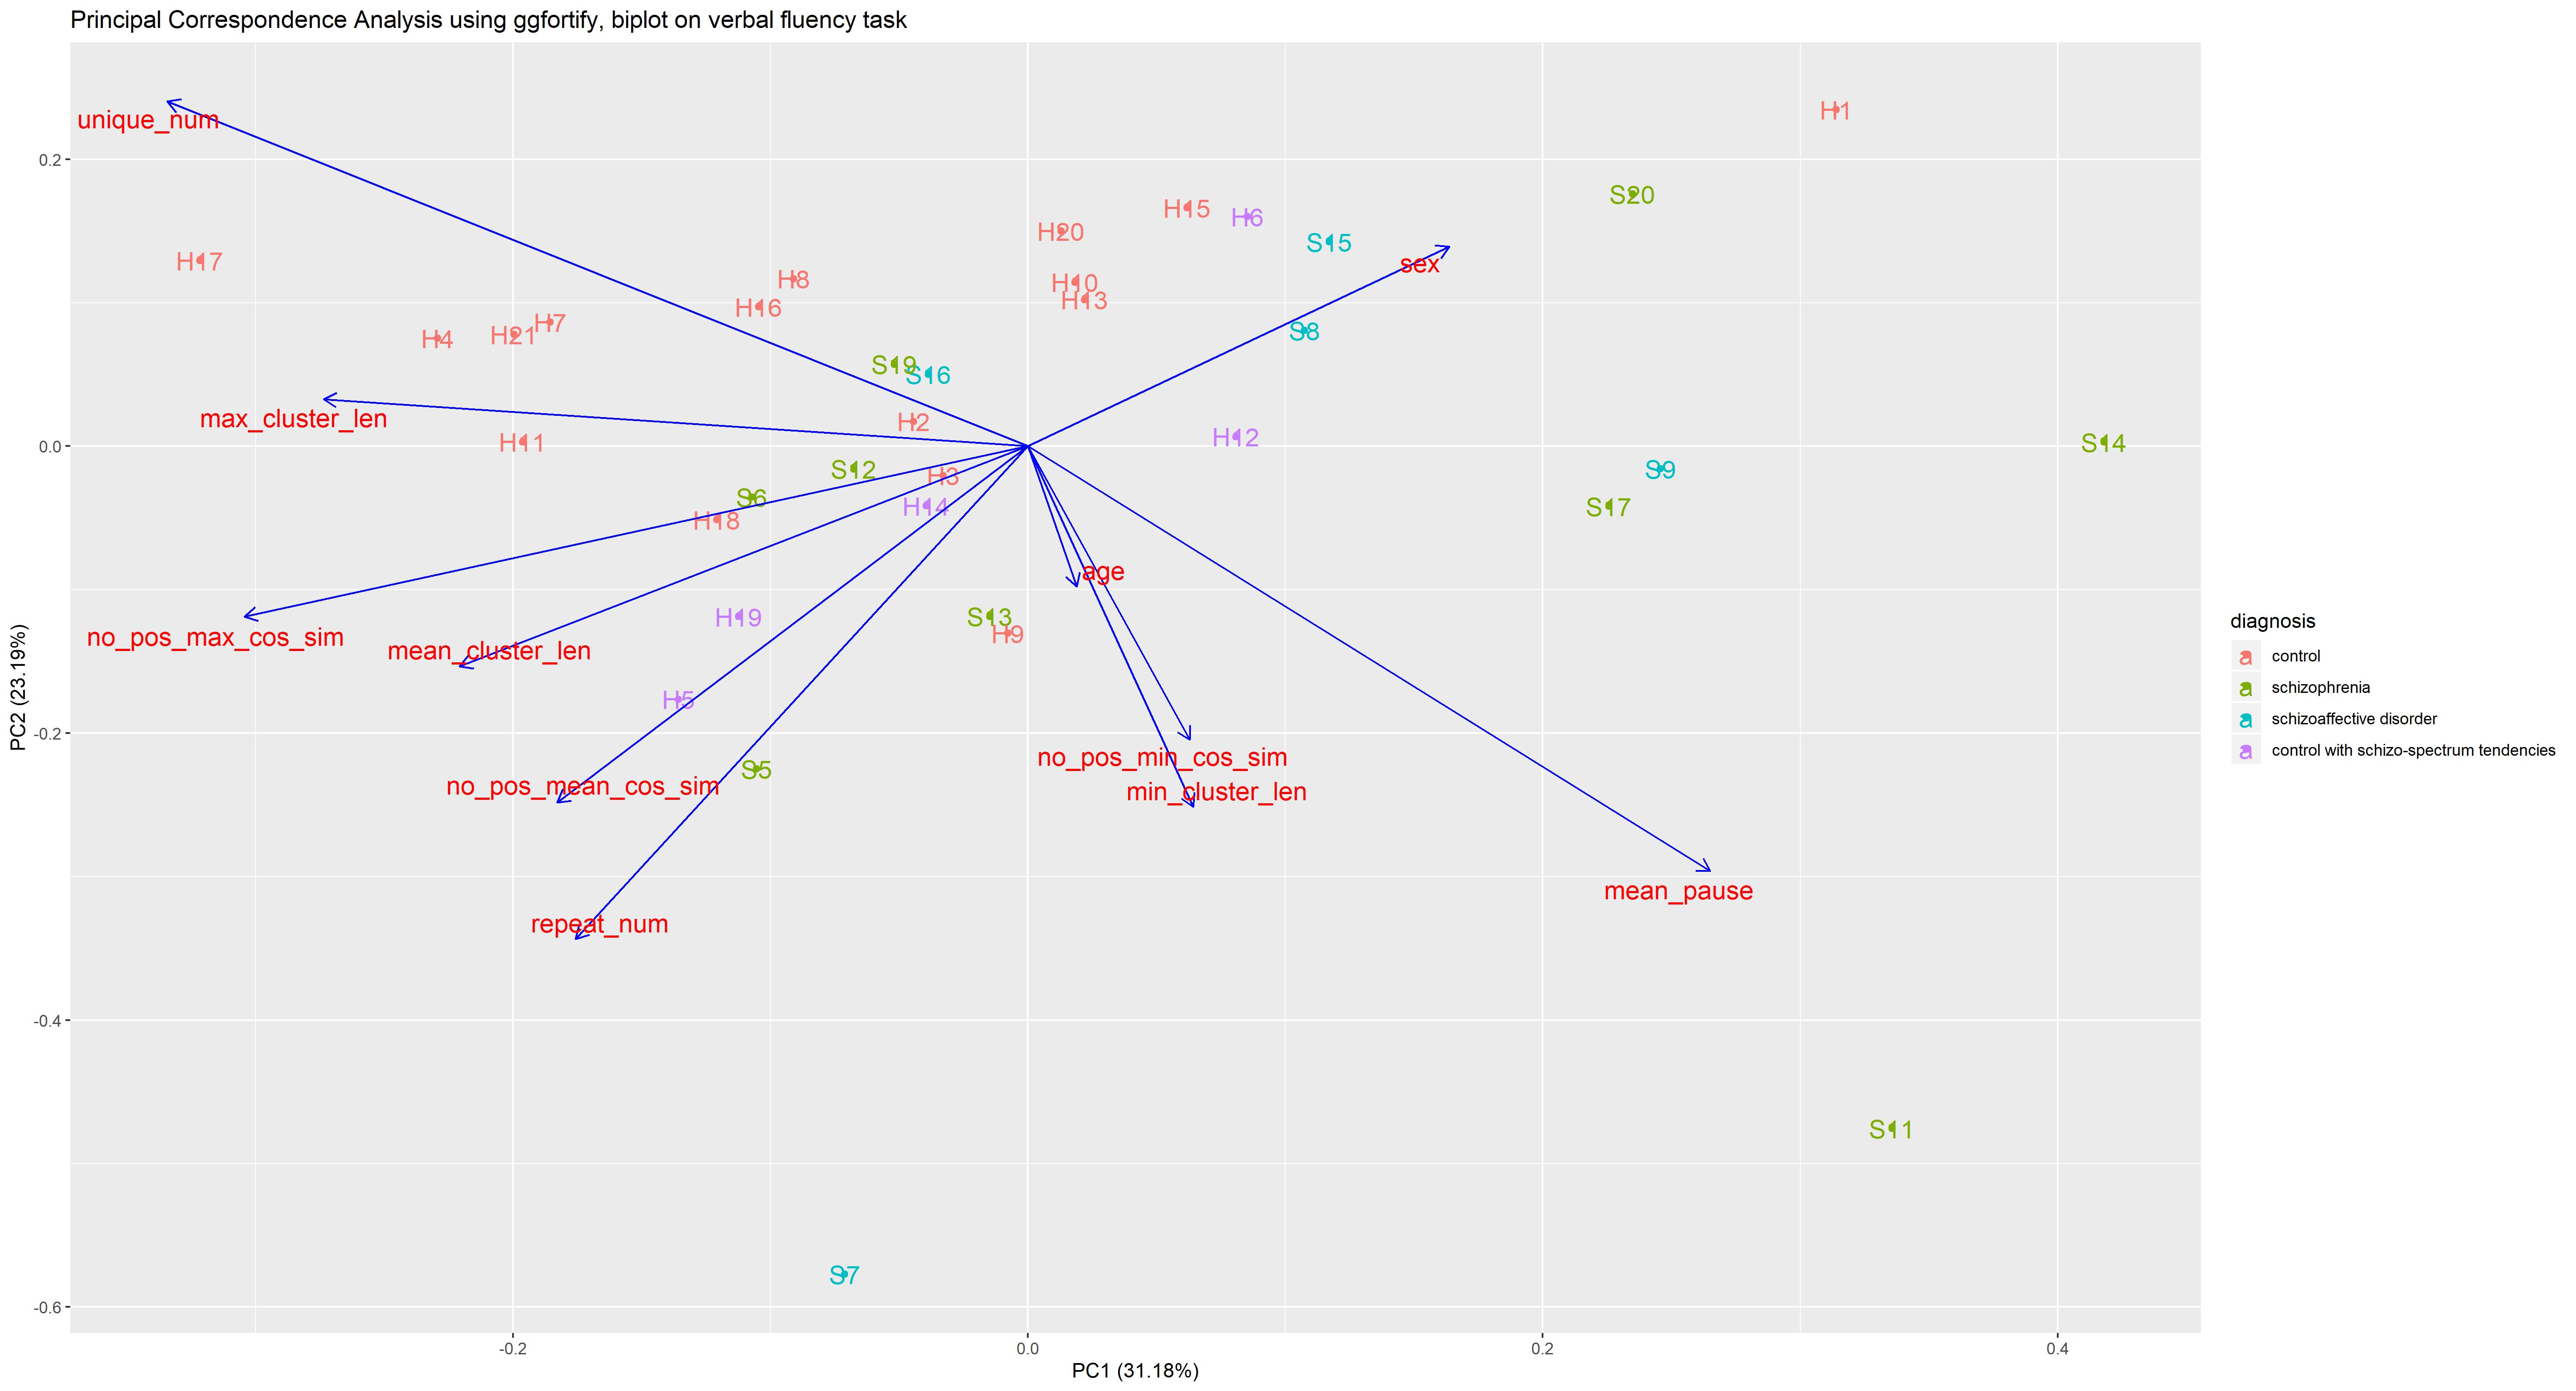 Principal Correspondence Analysis using ggfortify, biplot on verbal fluency task
unique_num
H1
0.2
S20
H15
H6
H20
S15
H17
sex
H8
H10
H13
H16
H7
H21
H4
S8
S19
S16
max_cluster_len
H2
H11
0.0
H12
S14
S12
H3
S9
S6
H14
S17
H18
age
no_pos_max_cos_sim
H19
S13
H9
mean_cluster_len
PC2 (23.19%)
H5
-0.2
no_pos_min_cos_sim
S5
no_pos_mean_cos_sim
min_cluster_len
mean_pause
repeat_num
-0.4
S11
S7
-0.6
-0.2
0.0
0.2
0.4
PC1 (31.18%)
diagnosis
a control
a schizophrenia
a schizoaffective disorder
a control with schizo-spectrum tendencies